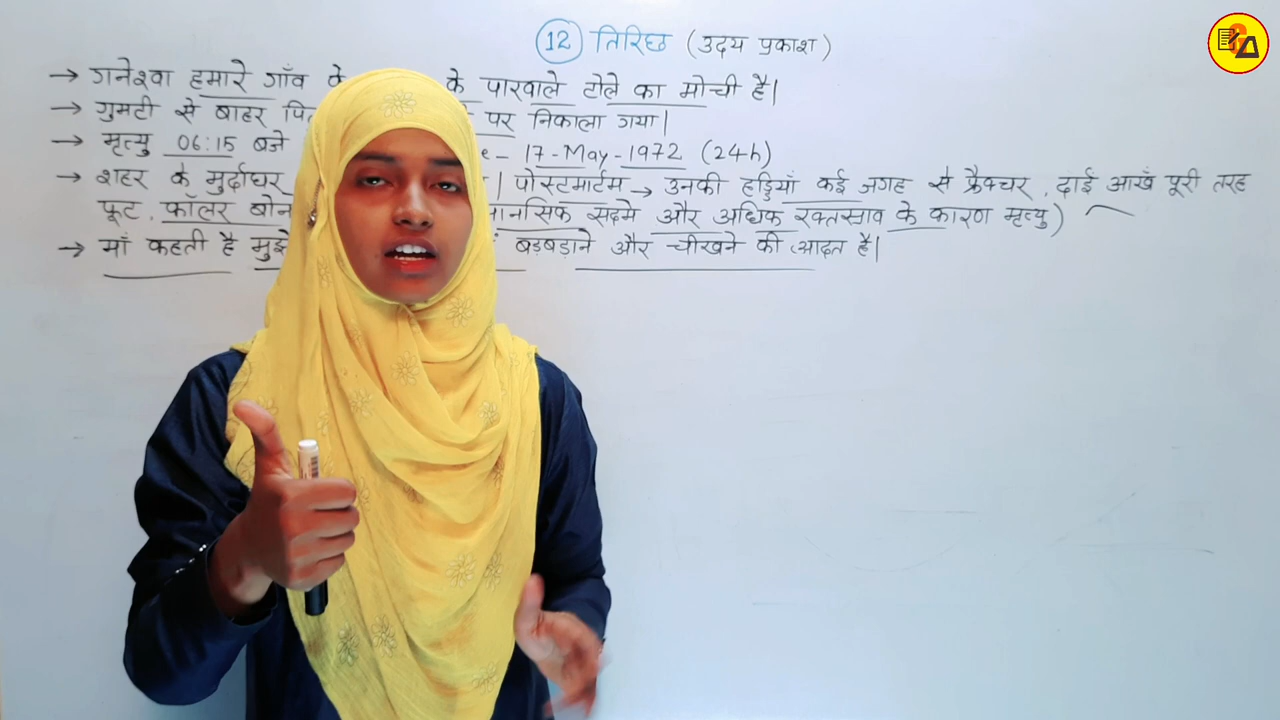 12 तिरिछ (उदय प्रकाश)
→ गनेश्वा हमारे गाँव के के पारवाले टोले का मोची है|
→ गुमटी से बाहर पि पर निकाला गया|
→ मृत्यु 06:15 बजे e - 17-May-1972 (24h)
→ शहर के मुर्दाघर | पोस्टमार्टम → उनकी हड्डियाँ कई जगह से फ्रैक्चर, दाई आखं पूरी तरह
फूट, कॉलर बोन मानसिक सदमे और अधिक रक्तस्राव के कारण मृत्यु)
→ माँ कहती है मुझे बड़बड़ाने और चीखने की आदत है|